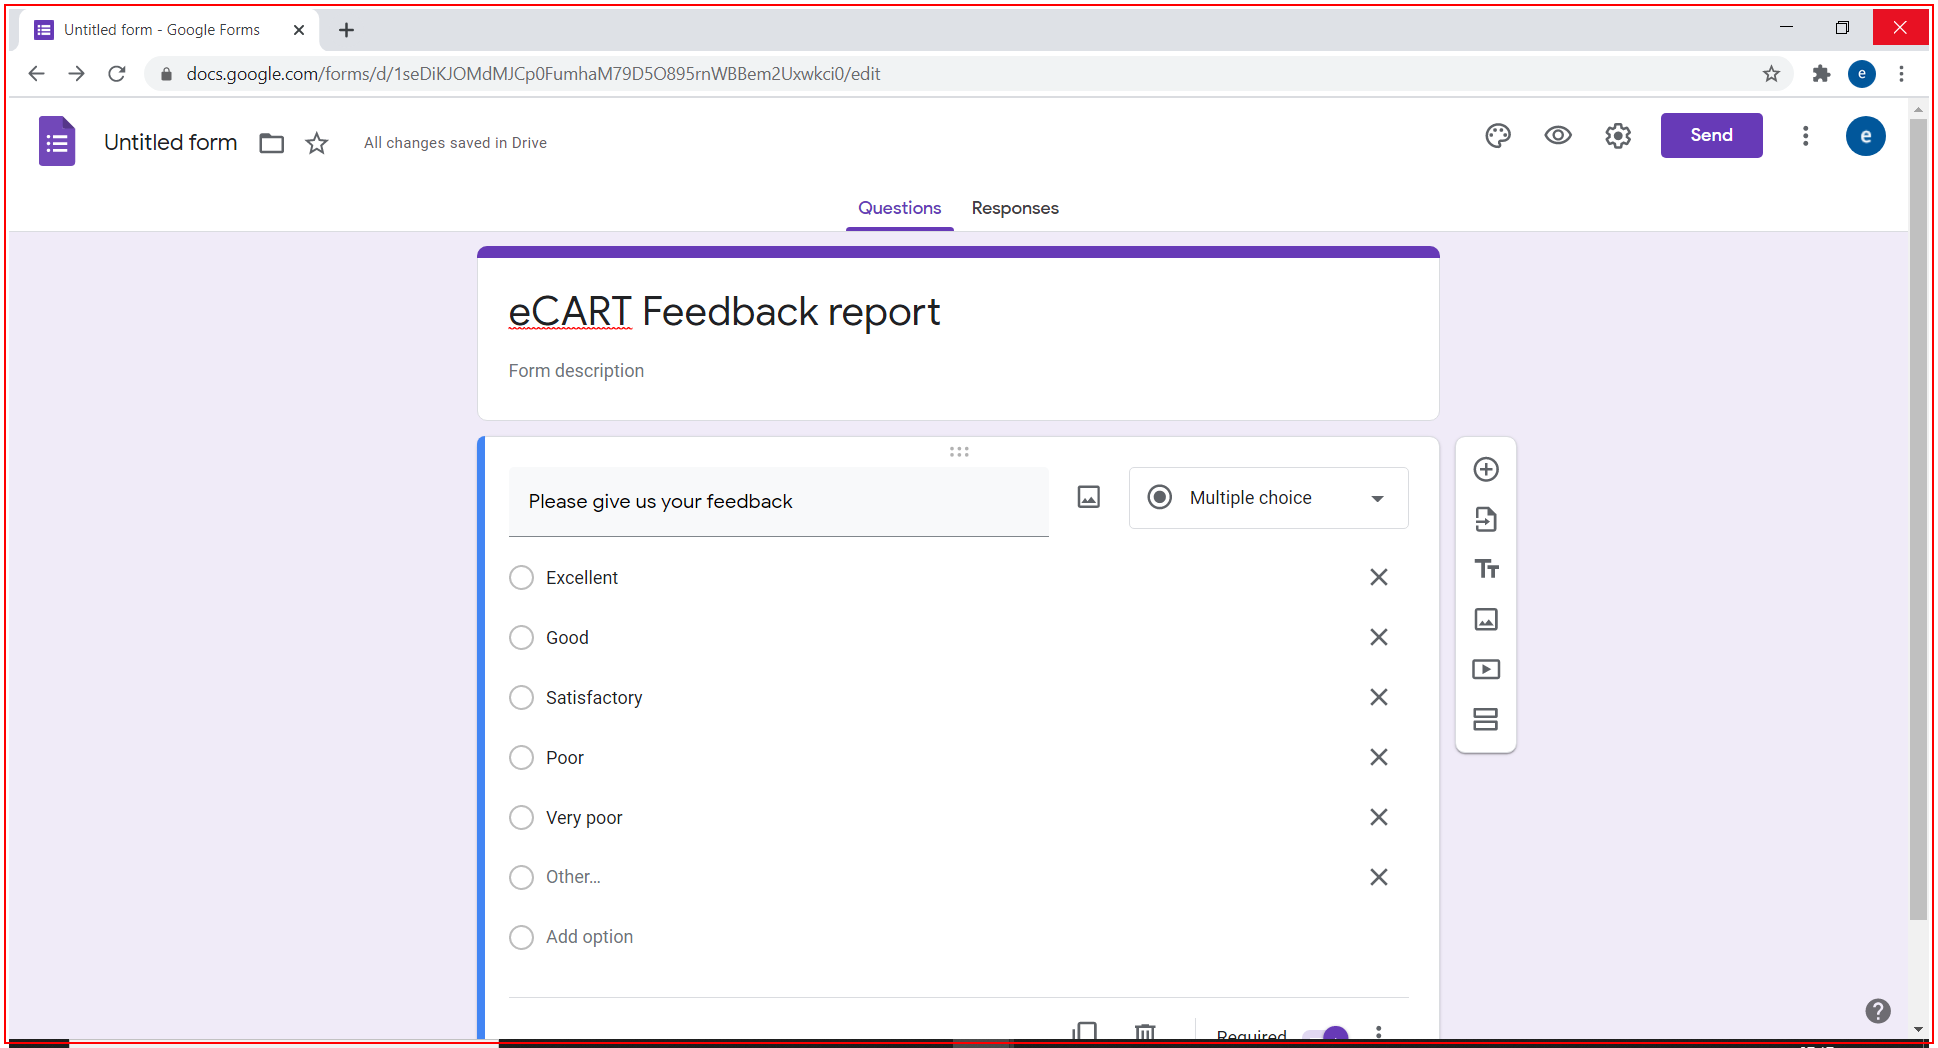 Untitled form - Google Forms
docs.google.com/forms/d/1seDiKJOMdMJCp0FumhaM79D5O895rnWBBem2Uxwkci0/edit
e
Untitled form
All changes saved in Drive
Send
e
Questions
Responses
eCART Feedback report
Form description
Please give us your feedback
Multiple choice
Excellent
Good
Satisfactory
Tт
Poor
Very poor
Other...
Add option
Required